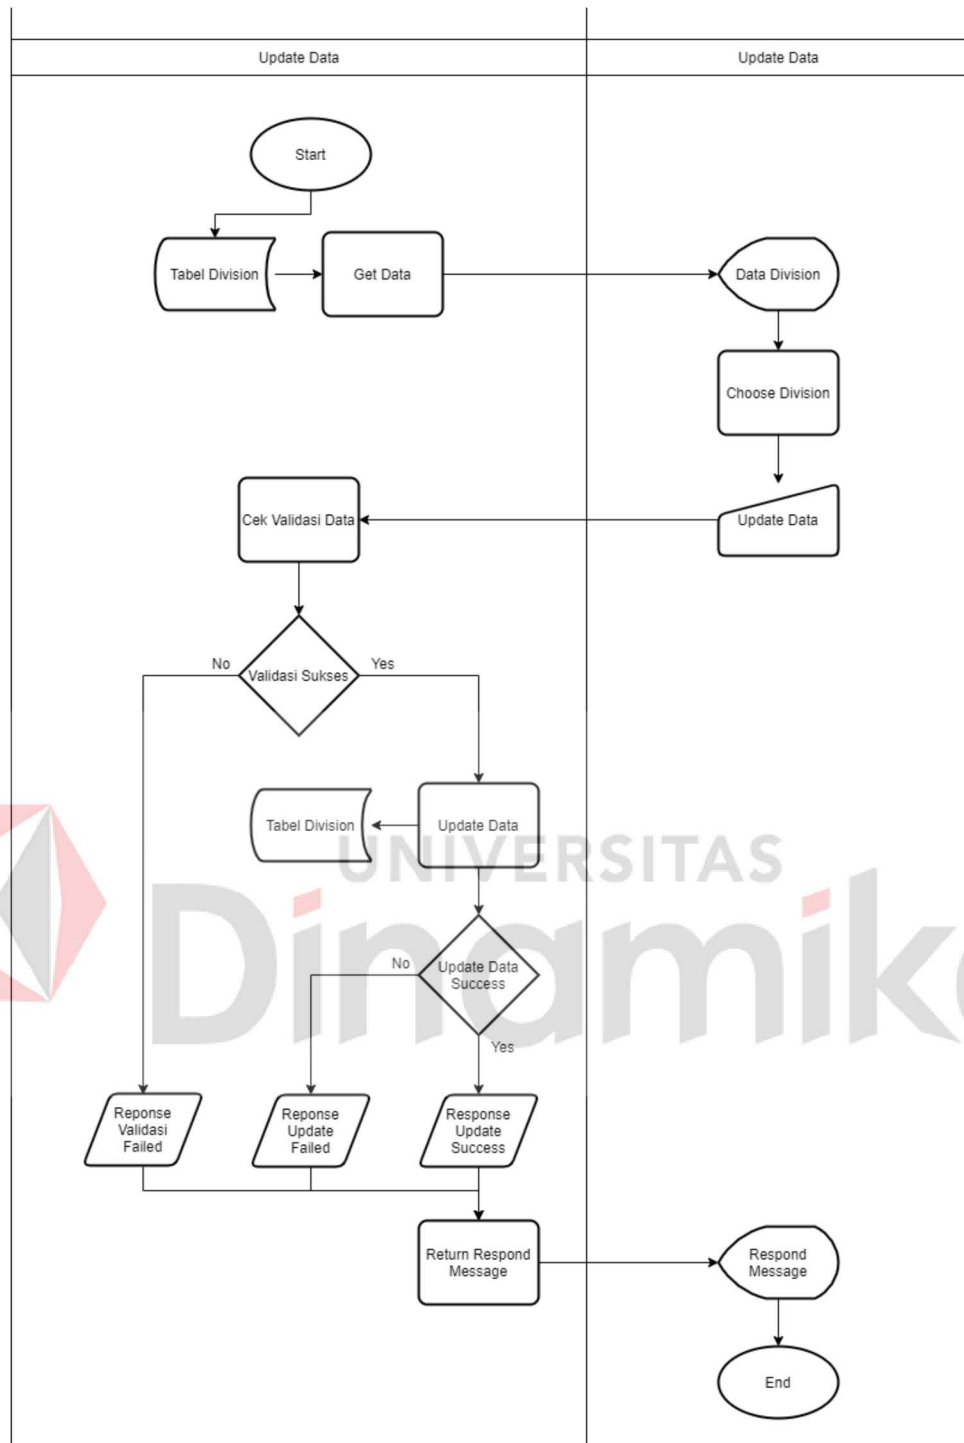 Update Data
Update Data
Start
Tabel Division
Get Data
Data Division
Choose Division
Cek Validasi Data
Update Data
No
Validasi Sukses
Yes
Tabel Division
Update Data
UNIVERSITAS
Dinamika
No
Update Data
Success
Yes
Reponse
Validasi
Failed
Reponse
Update
Failed
Response
Update
Success
Return Respond
Message
Respond
Message
End